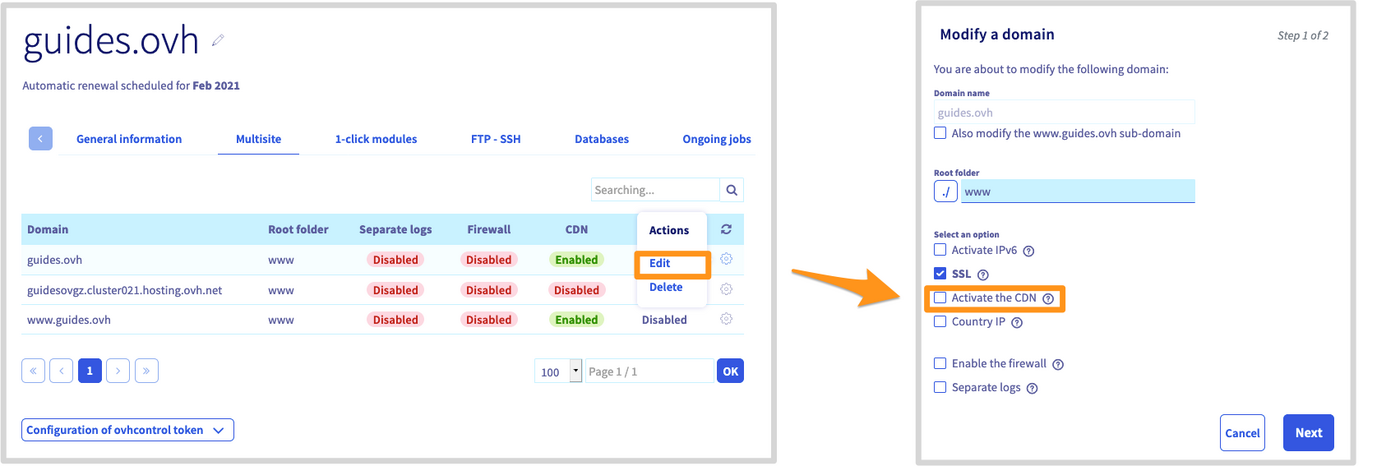 guides.ovh
Automatic renewal scheduled for Feb 2021
General information Multisite 1-click modules FTP - SSH Databases Ongoing jobs
Searching...
Domain Root folder Separate logs Firewall CDN Actions
guides.ovh www Disabled Disabled Enabled Edit
guidesovgz.cluster021.hosting.ovh.net www Disabled Disabled Disabled Delete
www.guides.ovh www Disabled Disabled Enabled Disabled
« ‹ 1 › » 100 Page 1 / 1 OK
Configuration of ovhcontrol token
Modify a domain Step 1 of 2
You are about to modify the following domain:
Domain name
guides.ovh
Also modify the www.guides.ovh sub-domain
Root folder
./ www
Select an option
Activate IPv6 ?
SSL ?
Activate the CDN ?
Country IP ?
Enable the firewall ?
Separate logs ?
Cancel Next